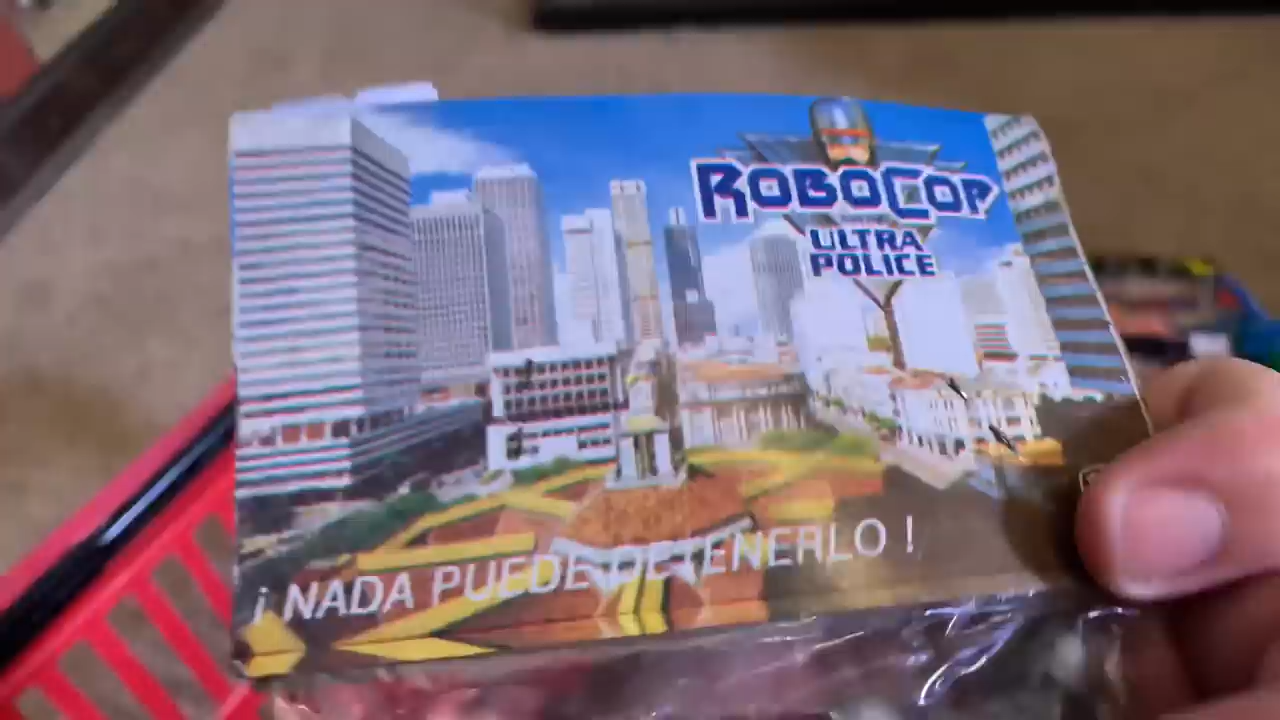 ROBOCOP
ULTRA
POLICE
¡ NADA PUEDE DETENERLO !